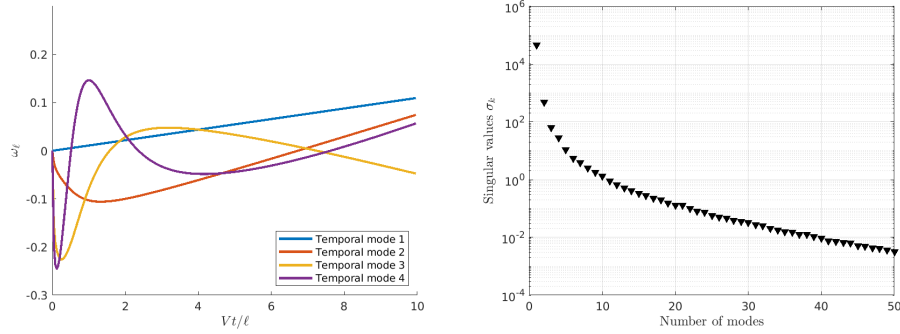 0.2
0.1
0
-0.1
-0.2
-0.3
ω_ℓ
0 2 4 6 8 10
Vt/ℓ
Temporal mode 1
Temporal mode 2
Temporal mode 3
Temporal mode 4
10^6
10^4
10^2
10^0
10^-2
10^-4
Singular values σ_k
0 10 20 30 40 50
Number of modes